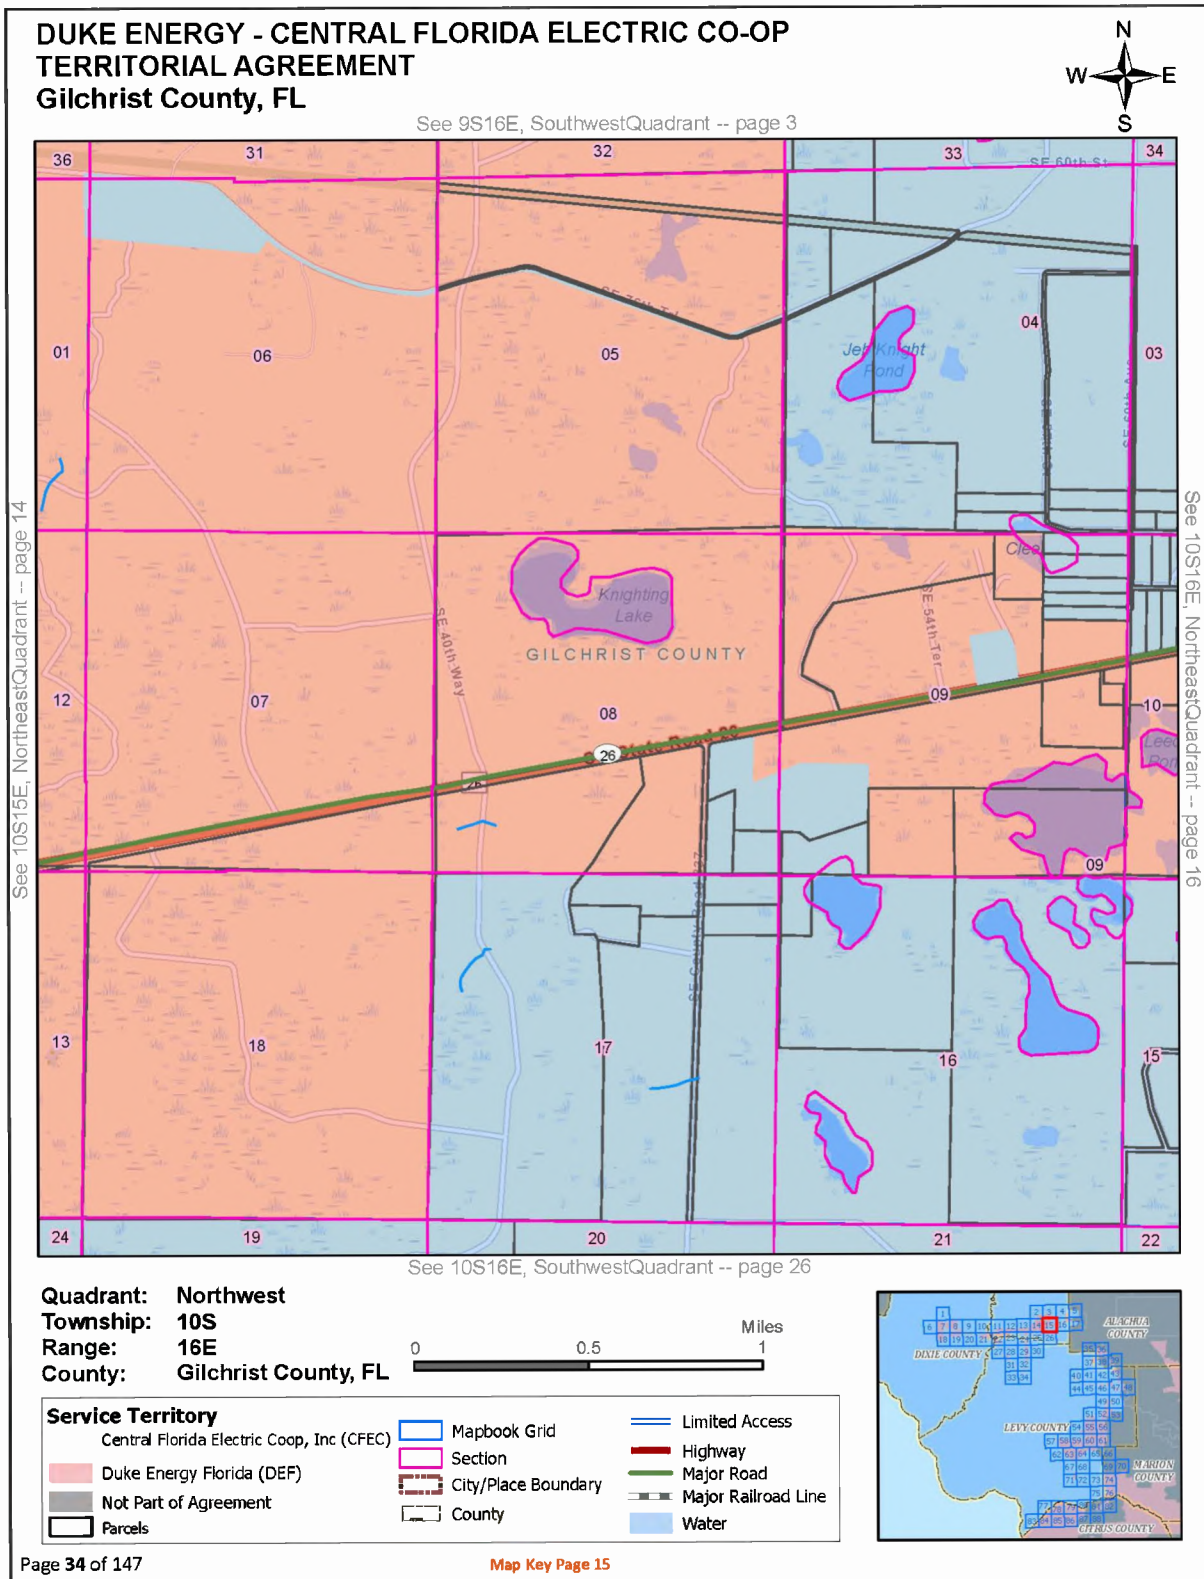 DUKE ENERGY - CENTRAL FLORIDA ELECTRIC CO-OP
TERRITORIAL AGREEMENT
Gilchrist County, FL
N
W E
S
See 9S16E, SouthwestQuadrant -- page 3
36
31
32
33
34
SE 60th St
01
06
05
04
03
Jeb Knight
Pond
See 10S15E, NortheastQuadrant -- page 14
See 10S16E, NortheastQuadrant -- page 16
Knighting
Lake
GILCHRIST COUNTY
SE 40th Way
SE 54th Ter
12
07
08
09
10
26
26
09
13
18
17
16
15
24
19
20
21
22
See 10S16E, SouthwestQuadrant -- page 26
Quadrant: Northwest
Township: 10S
Range: 16E
County: Gilchrist County, FL
Miles
0 0.5 1
Service Territory
Central Florida Electric Coop, Inc (CFEC)
Duke Energy Florida (DEF)
Not Part of Agreement
Parcels
Mapbook Grid
Section
City/Place Boundary
County
Limited Access
Highway
Major Road
Major Railroad Line
Water
ALACHUA
COUNTY
DIXIE COUNTY
LEVY COUNTY
MARION
COUNTY
CITRUS COUNTY
Page 34 of 147
Map Key Page 15